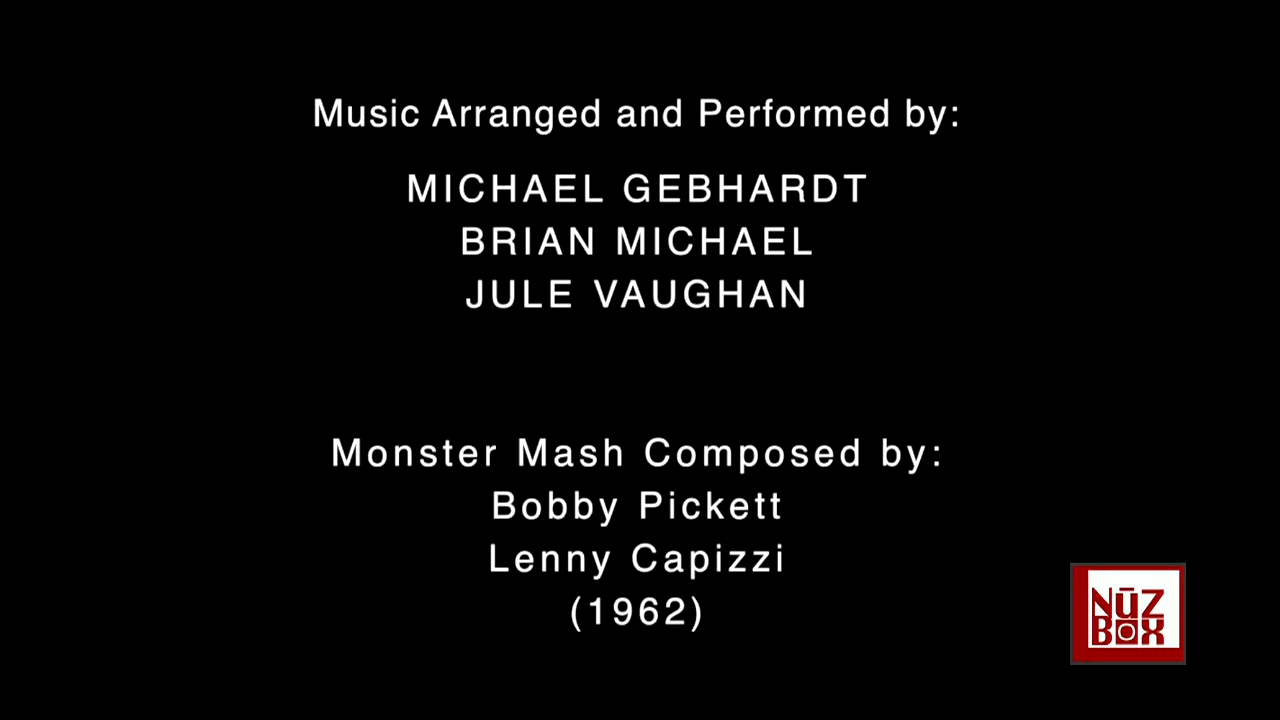 Music Arranged and Performed by:
MICHAEL GEBHARDT
BRIAN MICHAEL
JULE VAUGHAN
Monster Mash Composed by:
Bobby Pickett
Lenny Capizzi
(1962)
NŪZ
BOX